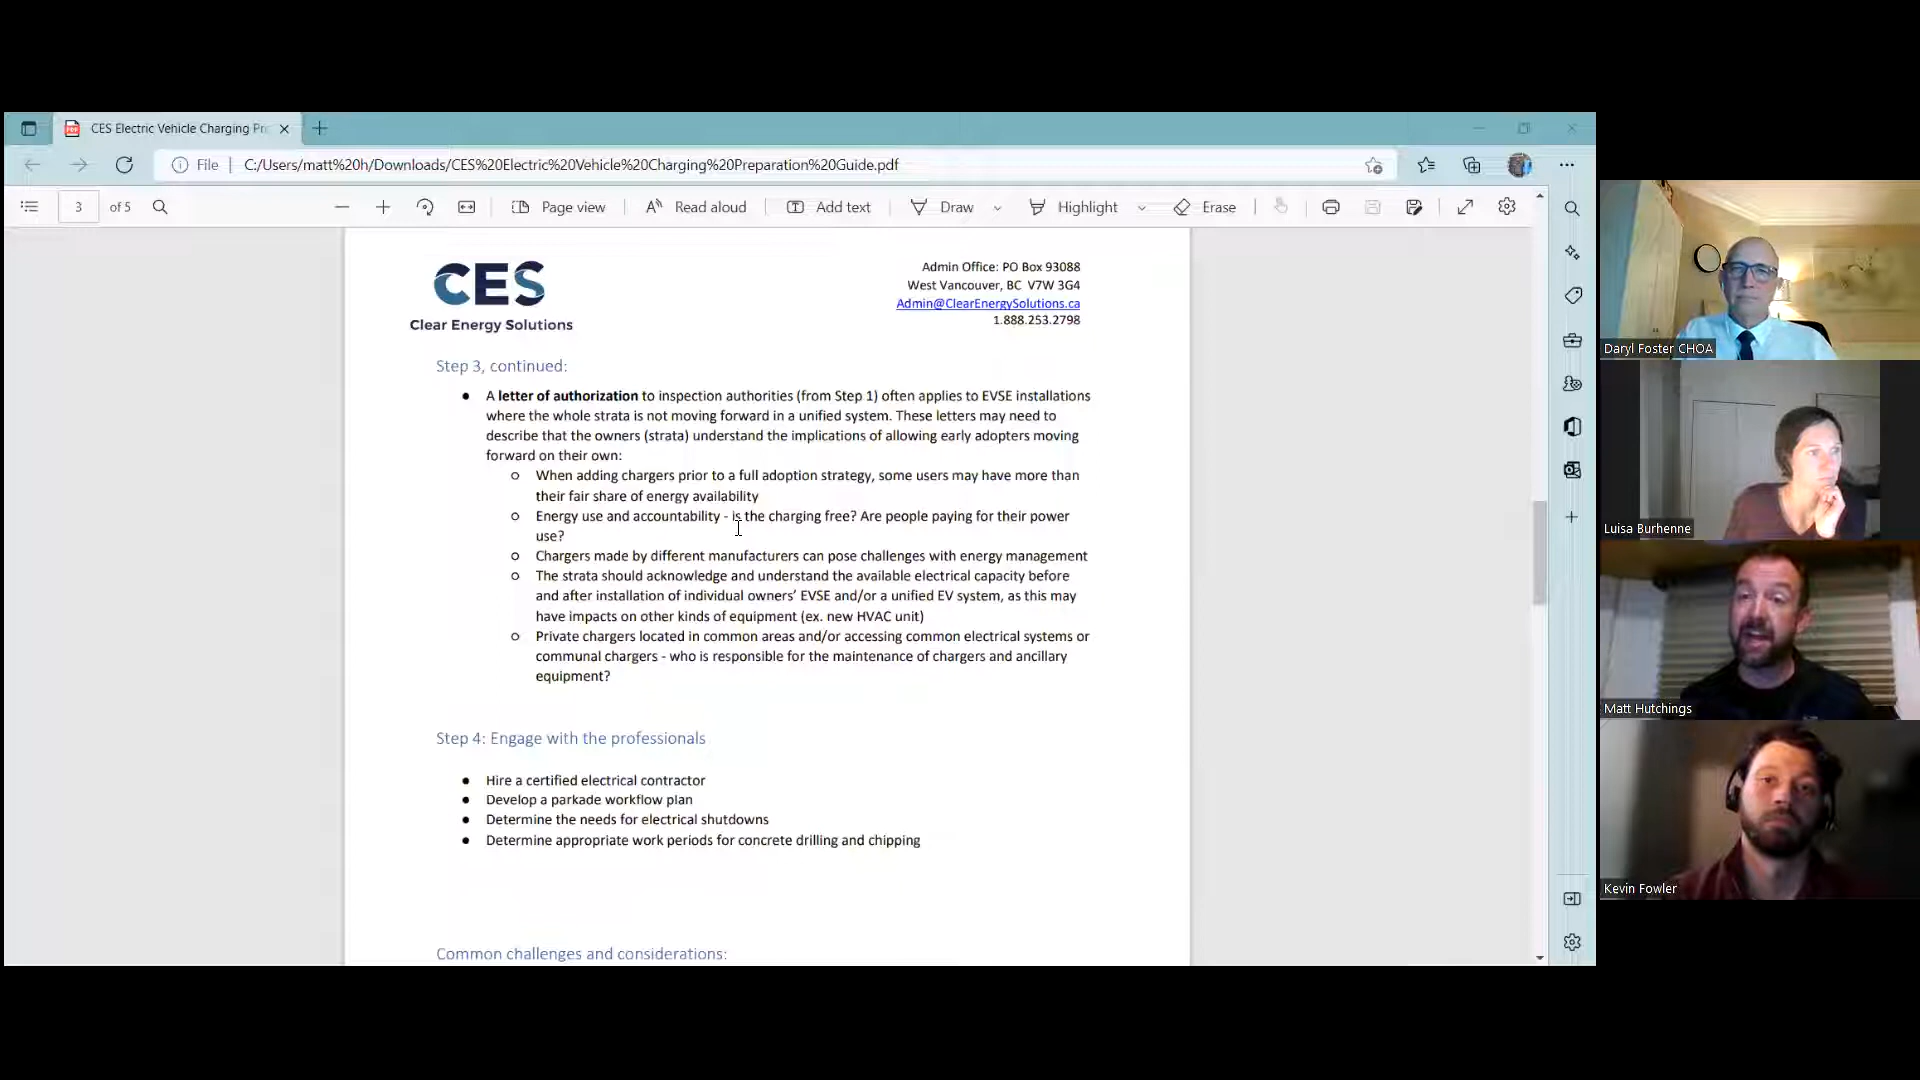 CES Electric Vehicle Charging Pr
File
C:/Users/matt%20h/Downloads/CES%20Electric%20Vehicle%20Charging%20Preparation%20Guide.pdf
3 of 5
Page view
Read aloud
Add text
Draw
Highlight
Erase
CES
Clear Energy Solutions
Admin Office: PO Box 93088
West Vancouver, BC V7W 3G4
Admin@ClearEnergySolutions.ca
1.888.253.2798
Step 3, continued:
● A letter of authorization to inspection authorities (from Step 1) often applies to EVSE installations
where the whole strata is not moving forward in a unified system. These letters may need to
describe that the owners (strata) understand the implications of allowing early adopters moving
forward on their own:
o When adding chargers prior to a full adoption strategy, some users may have more than
their fair share of energy availability
o Energy use and accountability - is the charging free? Are people paying for their power
use?
o Chargers made by different manufacturers can pose challenges with energy management
o The strata should acknowledge and understand the available electrical capacity before
and after installation of individual owners' EVSE and/or a unified EV system, as this may
have impacts on other kinds of equipment (ex. new HVAC unit)
o Private chargers located in common areas and/or accessing common electrical systems or
communal chargers - who is responsible for the maintenance of chargers and ancillary
equipment?
Step 4: Engage with the professionals
● Hire a certified electrical contractor
● Develop a parkade workflow plan
● Determine the needs for electrical shutdowns
● Determine appropriate work periods for concrete drilling and chipping
Common challenges and considerations:
Daryl Foster CHOA
Luisa Burhenne
Matt Hutchings
Kevin Fowler